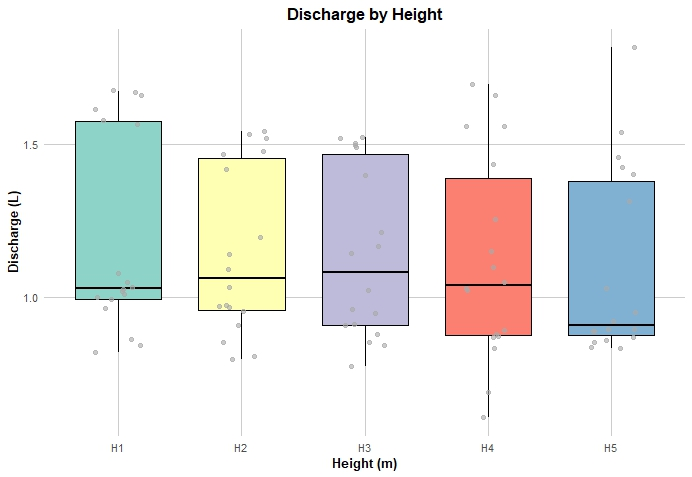 Discharge by Height
Discharge (L)
1.5
1.0
H1 H2 H3 H4 H5
Height (m)